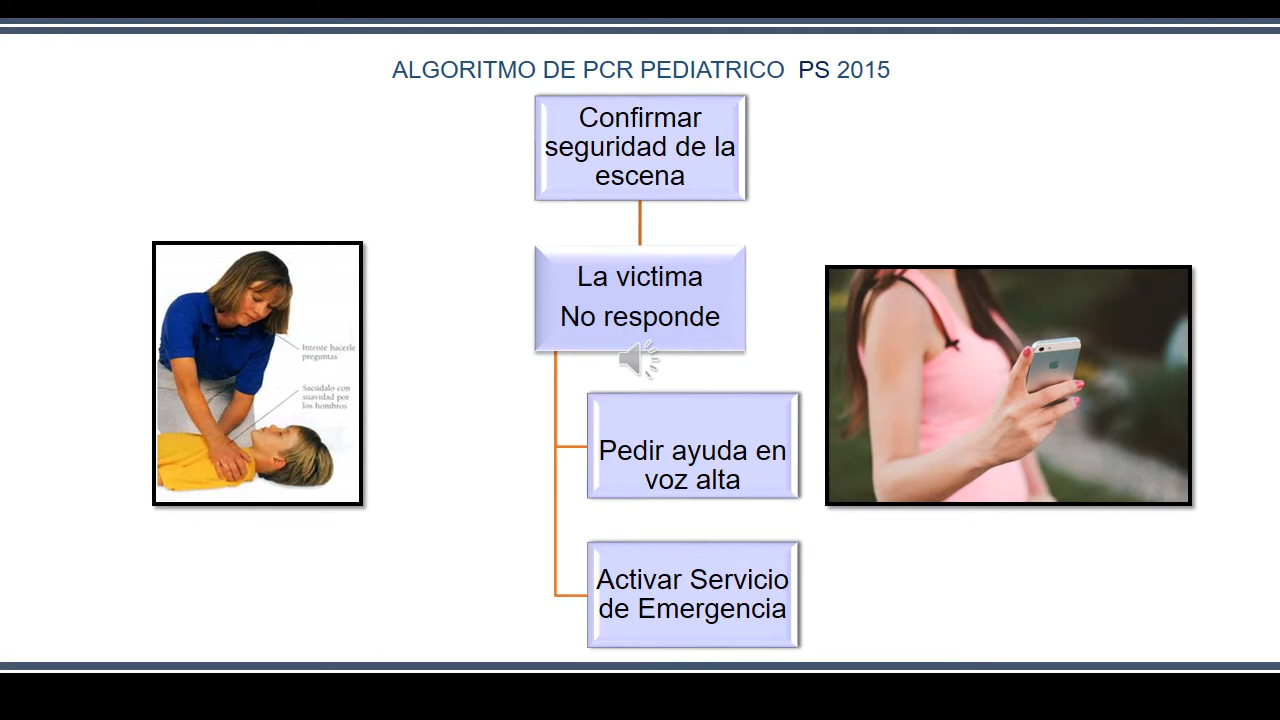 ALGORITMO DE PCR PEDIATRICO PS 2015
Confirmar
seguridad de la
escena
La victima
No responde
Intente hacerle
preguntas
Sacúdalo con
suavidad por
los hombros
Pedir ayuda en
voz alta
Activar Servicio
de Emergencia